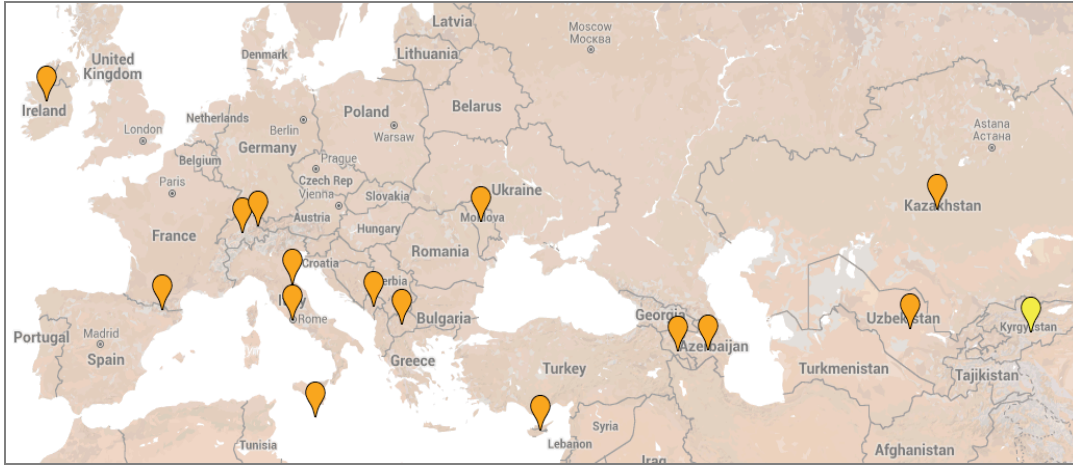 Latvia
Moscow
Москва
Denmark
Lithuania
United
Kingdom
Ireland
Belarus
Netherlands
Poland
Berlin
London
Warsaw
Astana
Астана
Germany
Belgium
Prague
Paris
Czech Rep
Ukraine
Vienna
Slovakia
Kazakhstan
Moldova
Austria
Hungary
France
Romania
Croatia
Serbia
Italy
Georgia
Uzbekistan
Bulgaria
Rome
Kyrgyzstan
Portugal
Madrid
Azerbaijan
Spain
Greece
Turkey
Turkmenistan
Tajikistan
Syria
Tunisia
Lebanon
Afghanistan
Iraq